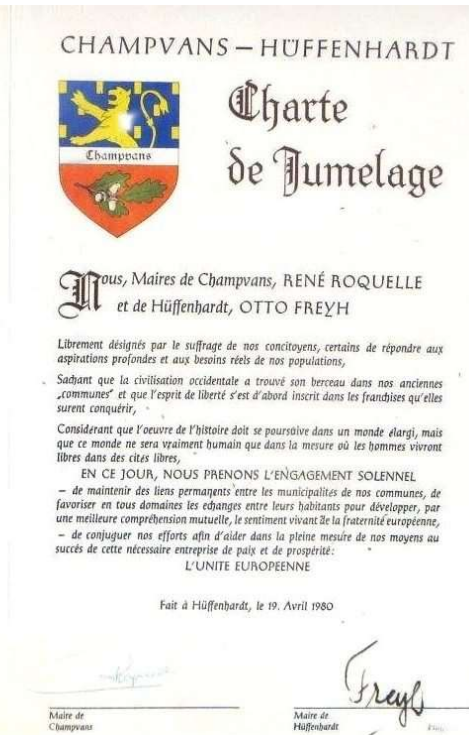 CHAMPVANS – HÜFFENHARDT
Champvans
Charte
de Jumelage
Nous, Maires de Champvans, RENÉ ROQUELLE
et de Hüffenhardt, OTTO FREYH
Librement désignés par le suffrage de nos concitoyens, certains de répondre aux
aspirations profondes et aux besoins réels de nos populations,
Sachant que la civilisation occidentale a trouvé son berceau dans nos anciennes
„communes" et que l'esprit de liberté s'est d'abord inscrit dans les franchises qu'elles
surent conquérir,
Considérant que l'oeuvre de l'histoire doit se poursuive dans un monde élargi, mais
que ce monde ne sera vraiment humain que dans la mesure où les hommes vivront
libres dans des cités libres,
EN CE JOUR, NOUS PRENONS L'ENGAGEMENT SOLENNEL
– de maintenir des liens permanents entre les municipalités de nos communes, de
favoriser en tous domaines les echanges entre leurs habitants pour développer, par
une meilleure compréhension mutuelle, le sentiment vivant de la fraternité européenne,
– de conjuguer nos efforts afin d'aider dans la pleine mesure de nos moyens au
succés de cette nécessaire entreprise de paix et de prospérité:
L'UNITE EUROPEENNE
Fait à Hüffenhardt, le 19. Avril 1980
Freyh
Maire de
Champvans
Maire de
Hüffenhardt